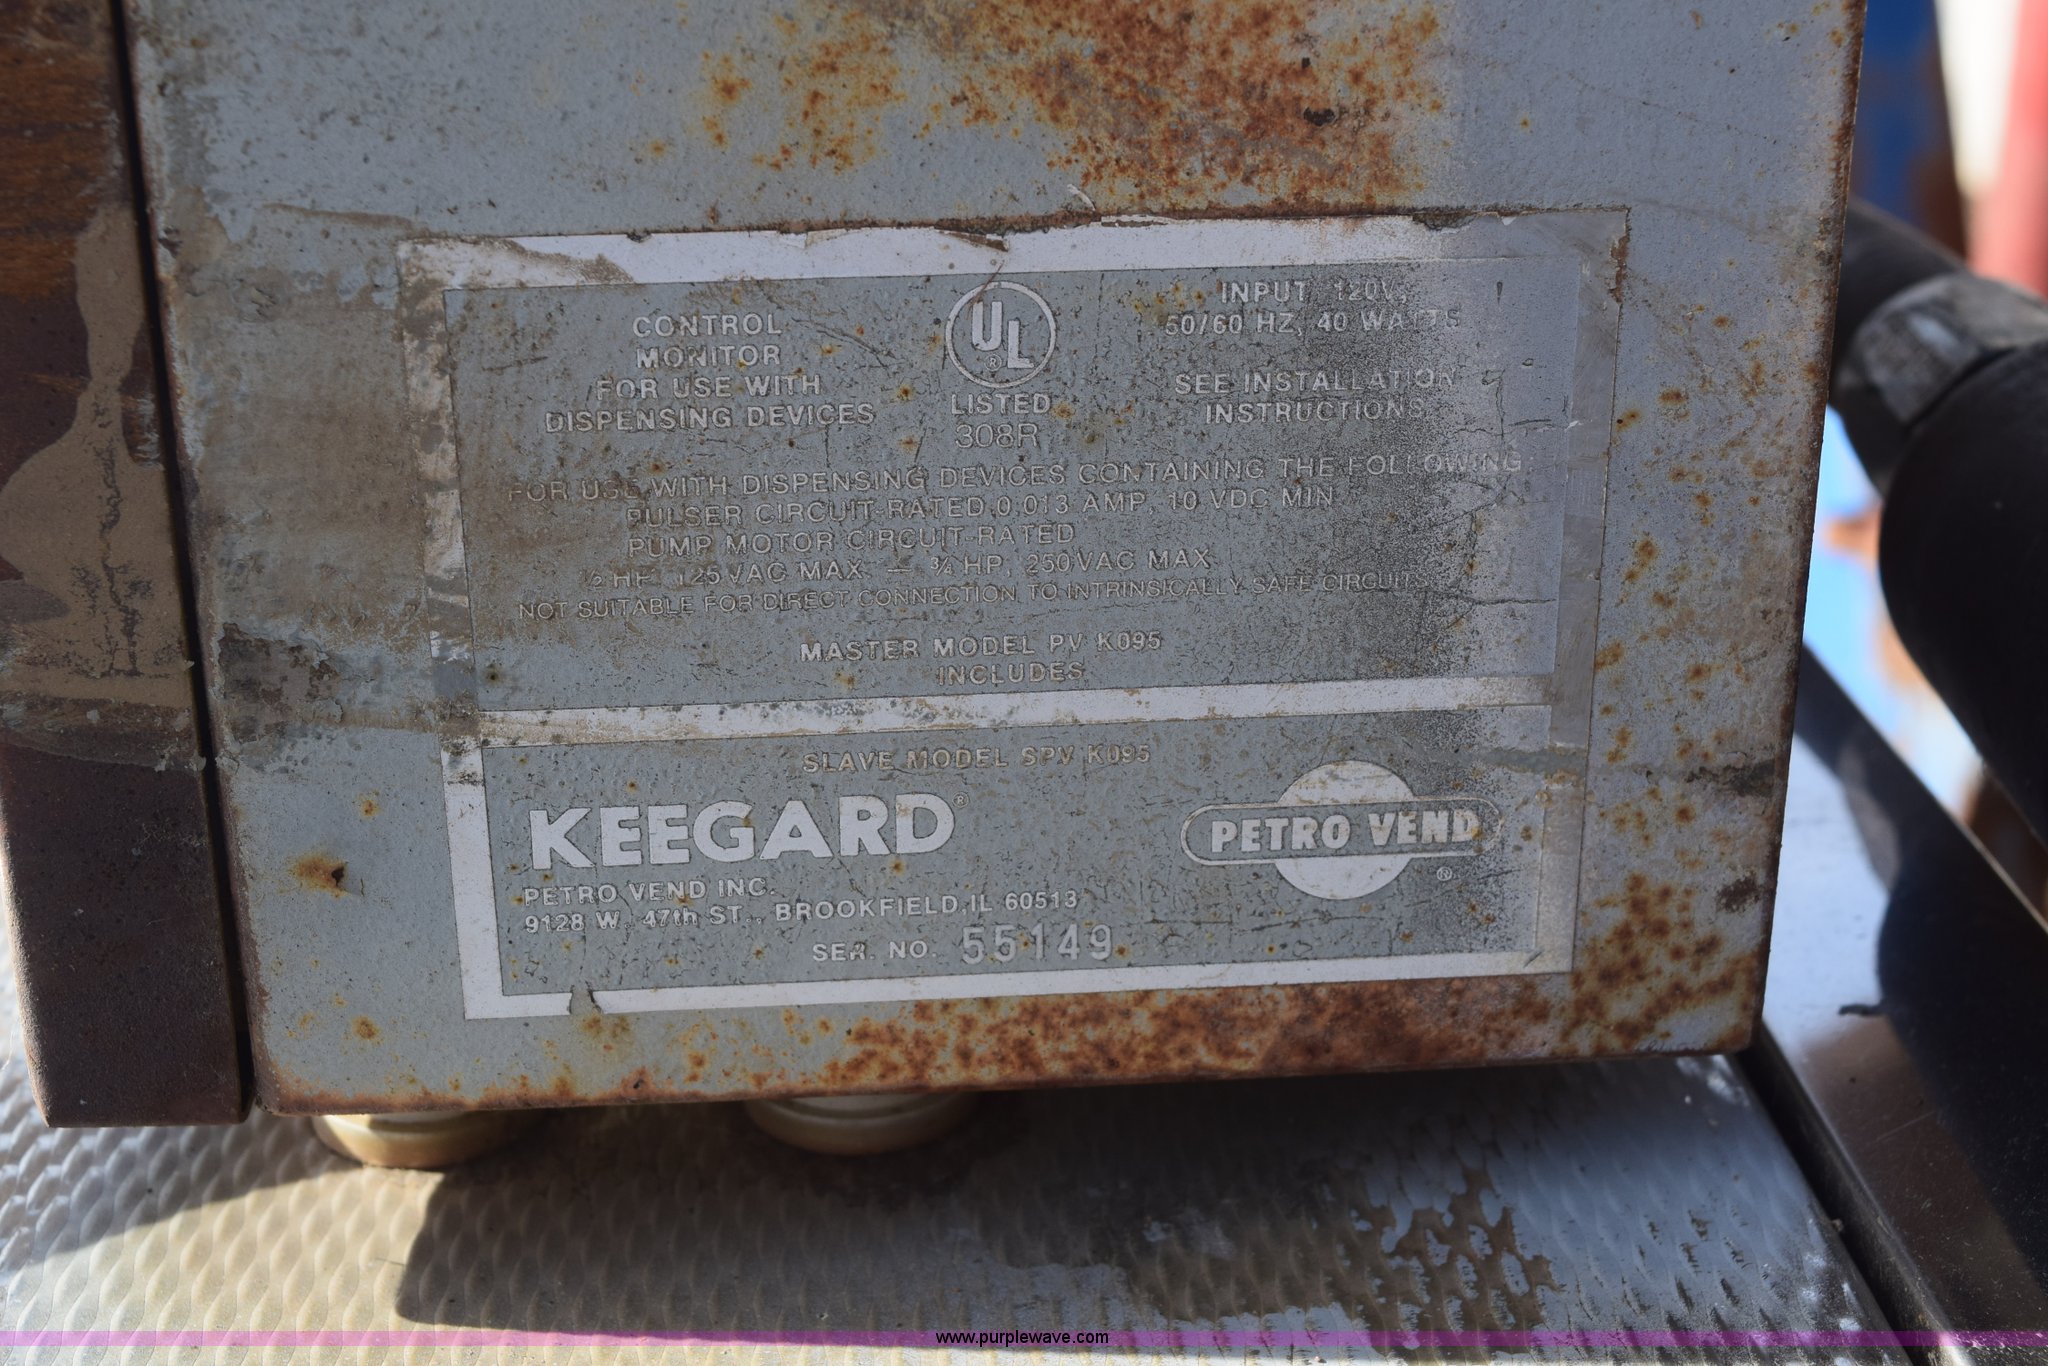 CONTROL
MONITOR
FOR USE WITH
DISPENSING DEVICES
UL
®
LISTED
308R
INPUT 120V,
50/60 HZ, 40 WATTS
SEE INSTALLATION
INSTRUCTIONS
FOR USE WITH DISPENSING DEVICES CONTAINING THE FOLLOWING:
PULSER CIRCUIT-RATED 0.013 AMP, 10 VDC MIN
PUMP MOTOR CIRCUIT-RATED
½ HP, 125VAC MAX — ¾ HP, 250VAC MAX
NOT SUITABLE FOR DIRECT CONNECTION TO INTRINSICALLY SAFE CIRCUITS
MASTER MODEL PV K095
INCLUDES
SLAVE MODEL SPV K095
KEEGARD®
PETRO VEND
®
PETRO VEND INC.
9128 W. 47th ST., BROOKFIELD, IL 60513
SER. NO. 55149
www.purplewave.com